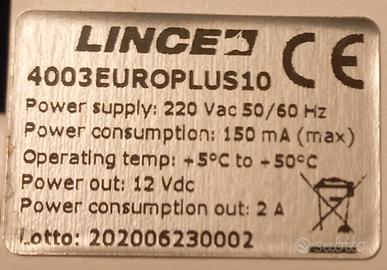 LINCE CE
4003EUROPLUS10
Power supply: 220 Vac 50/60 Hz
Power consumption: 150 mA (max)
Operating temp: +5°C to +50°C
Power out: 12 Vdc
Power consumption out: 2 A
Lotto: 202006230002
subito